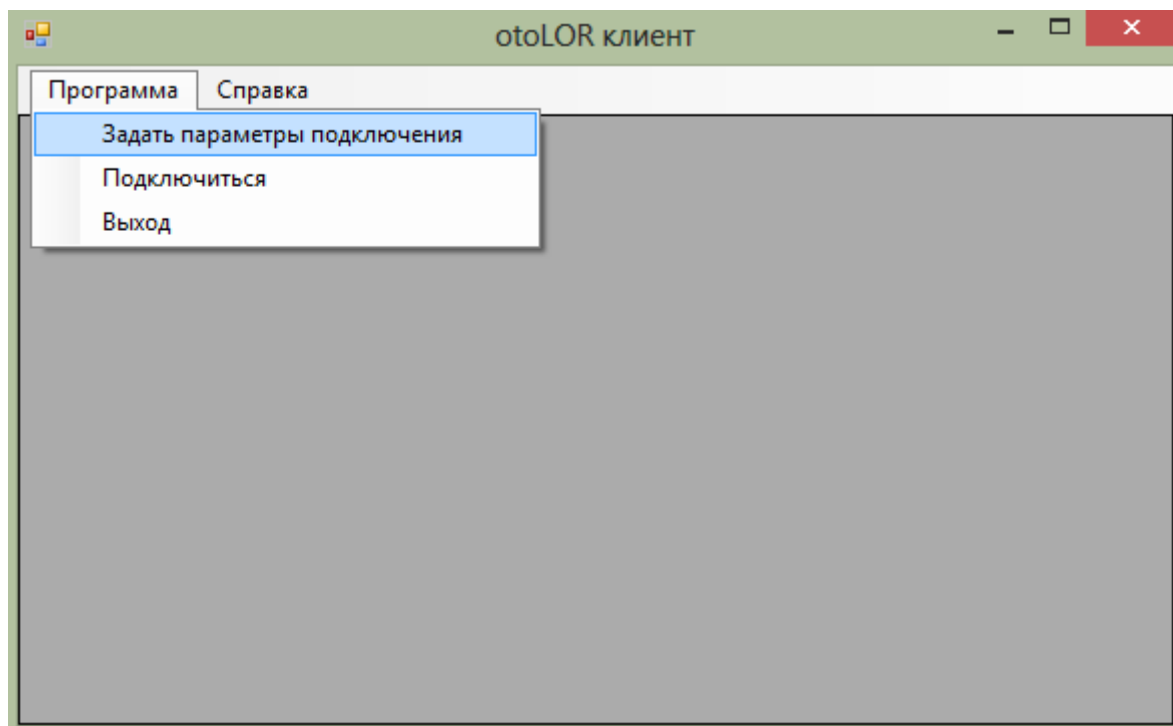 otoLOR клиент
Программа Справка
Задать параметры подключения
Подключиться
Выход